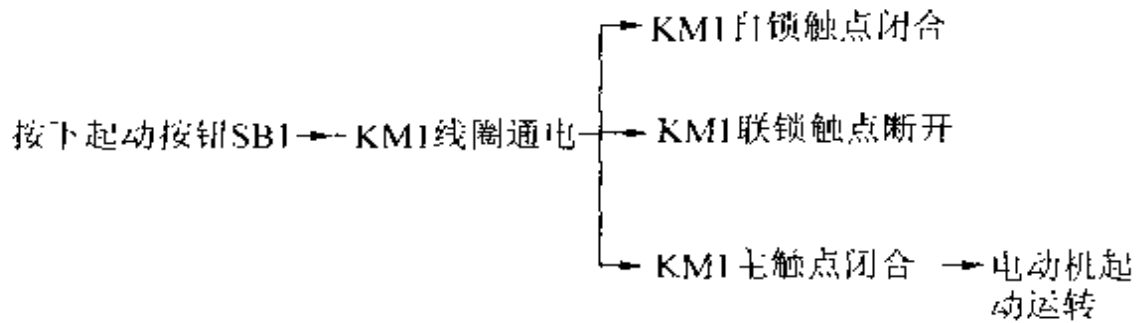 KM1自锁触点闭合
按下起动按钮SB1
KM1线圈通电
KM1联锁触点断开
KM1主触点闭合
电动机起
动运转